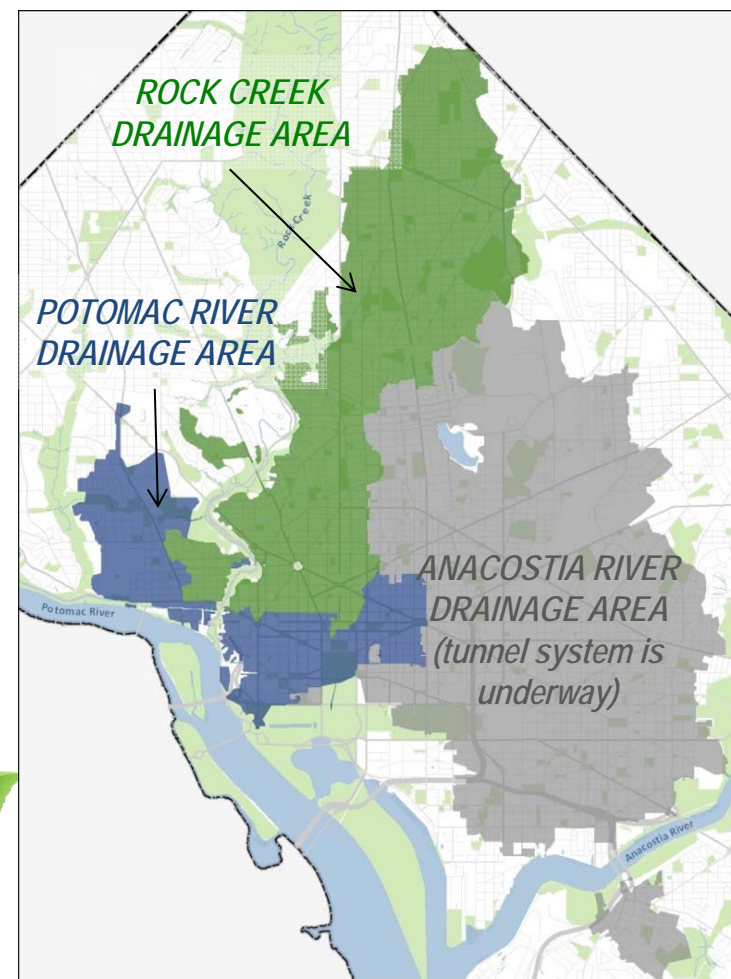 ROCK CREEK
DRAINAGE AREA
Rock Creek
POTOMAC RIVER
DRAINAGE AREA
ANACOSTIA RIVER
DRAINAGE AREA
(tunnel system is
underway)
Potomac River
Anacostia River